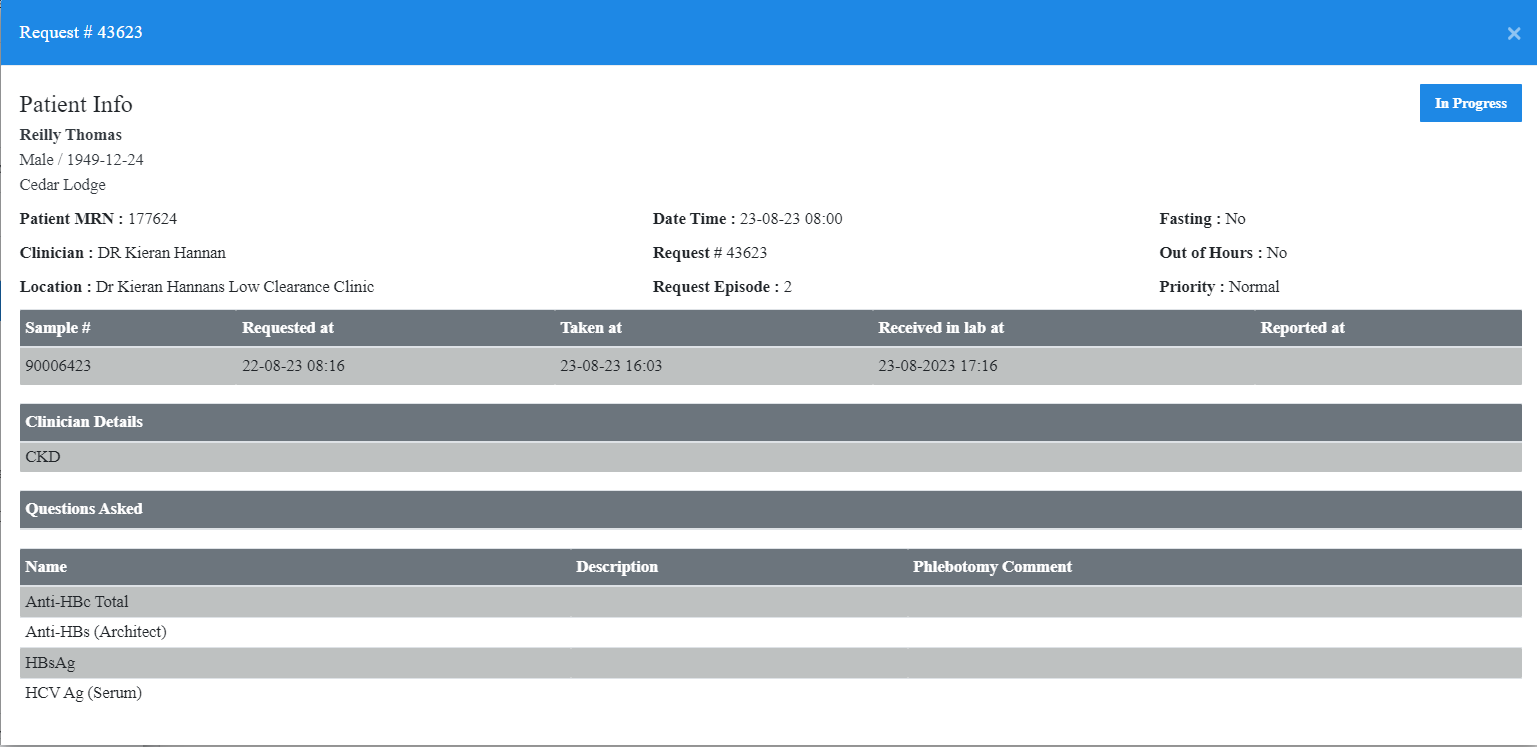 Request # 43623
×
Patient Info
In Progress
Reilly Thomas
Male / 1949-12-24
Cedar Lodge
Patient MRN : 177624 Date Time : 23-08-23 08:00 Fasting : No
Clinician : DR Kieran Hannan Request # 43623 Out of Hours : No
Location : Dr Kieran Hannans Low Clearance Clinic Request Episode : 2 Priority : Normal
Sample # Requested at Taken at Received in lab at Reported at
90006423 22-08-23 08:16 23-08-23 16:03 23-08-2023 17:16
Clinician Details
CKD
Questions Asked
Name Description Phlebotomy Comment
Anti-HBc Total
Anti-HBs (Architect)
HBsAg
HCV Ag (Serum)